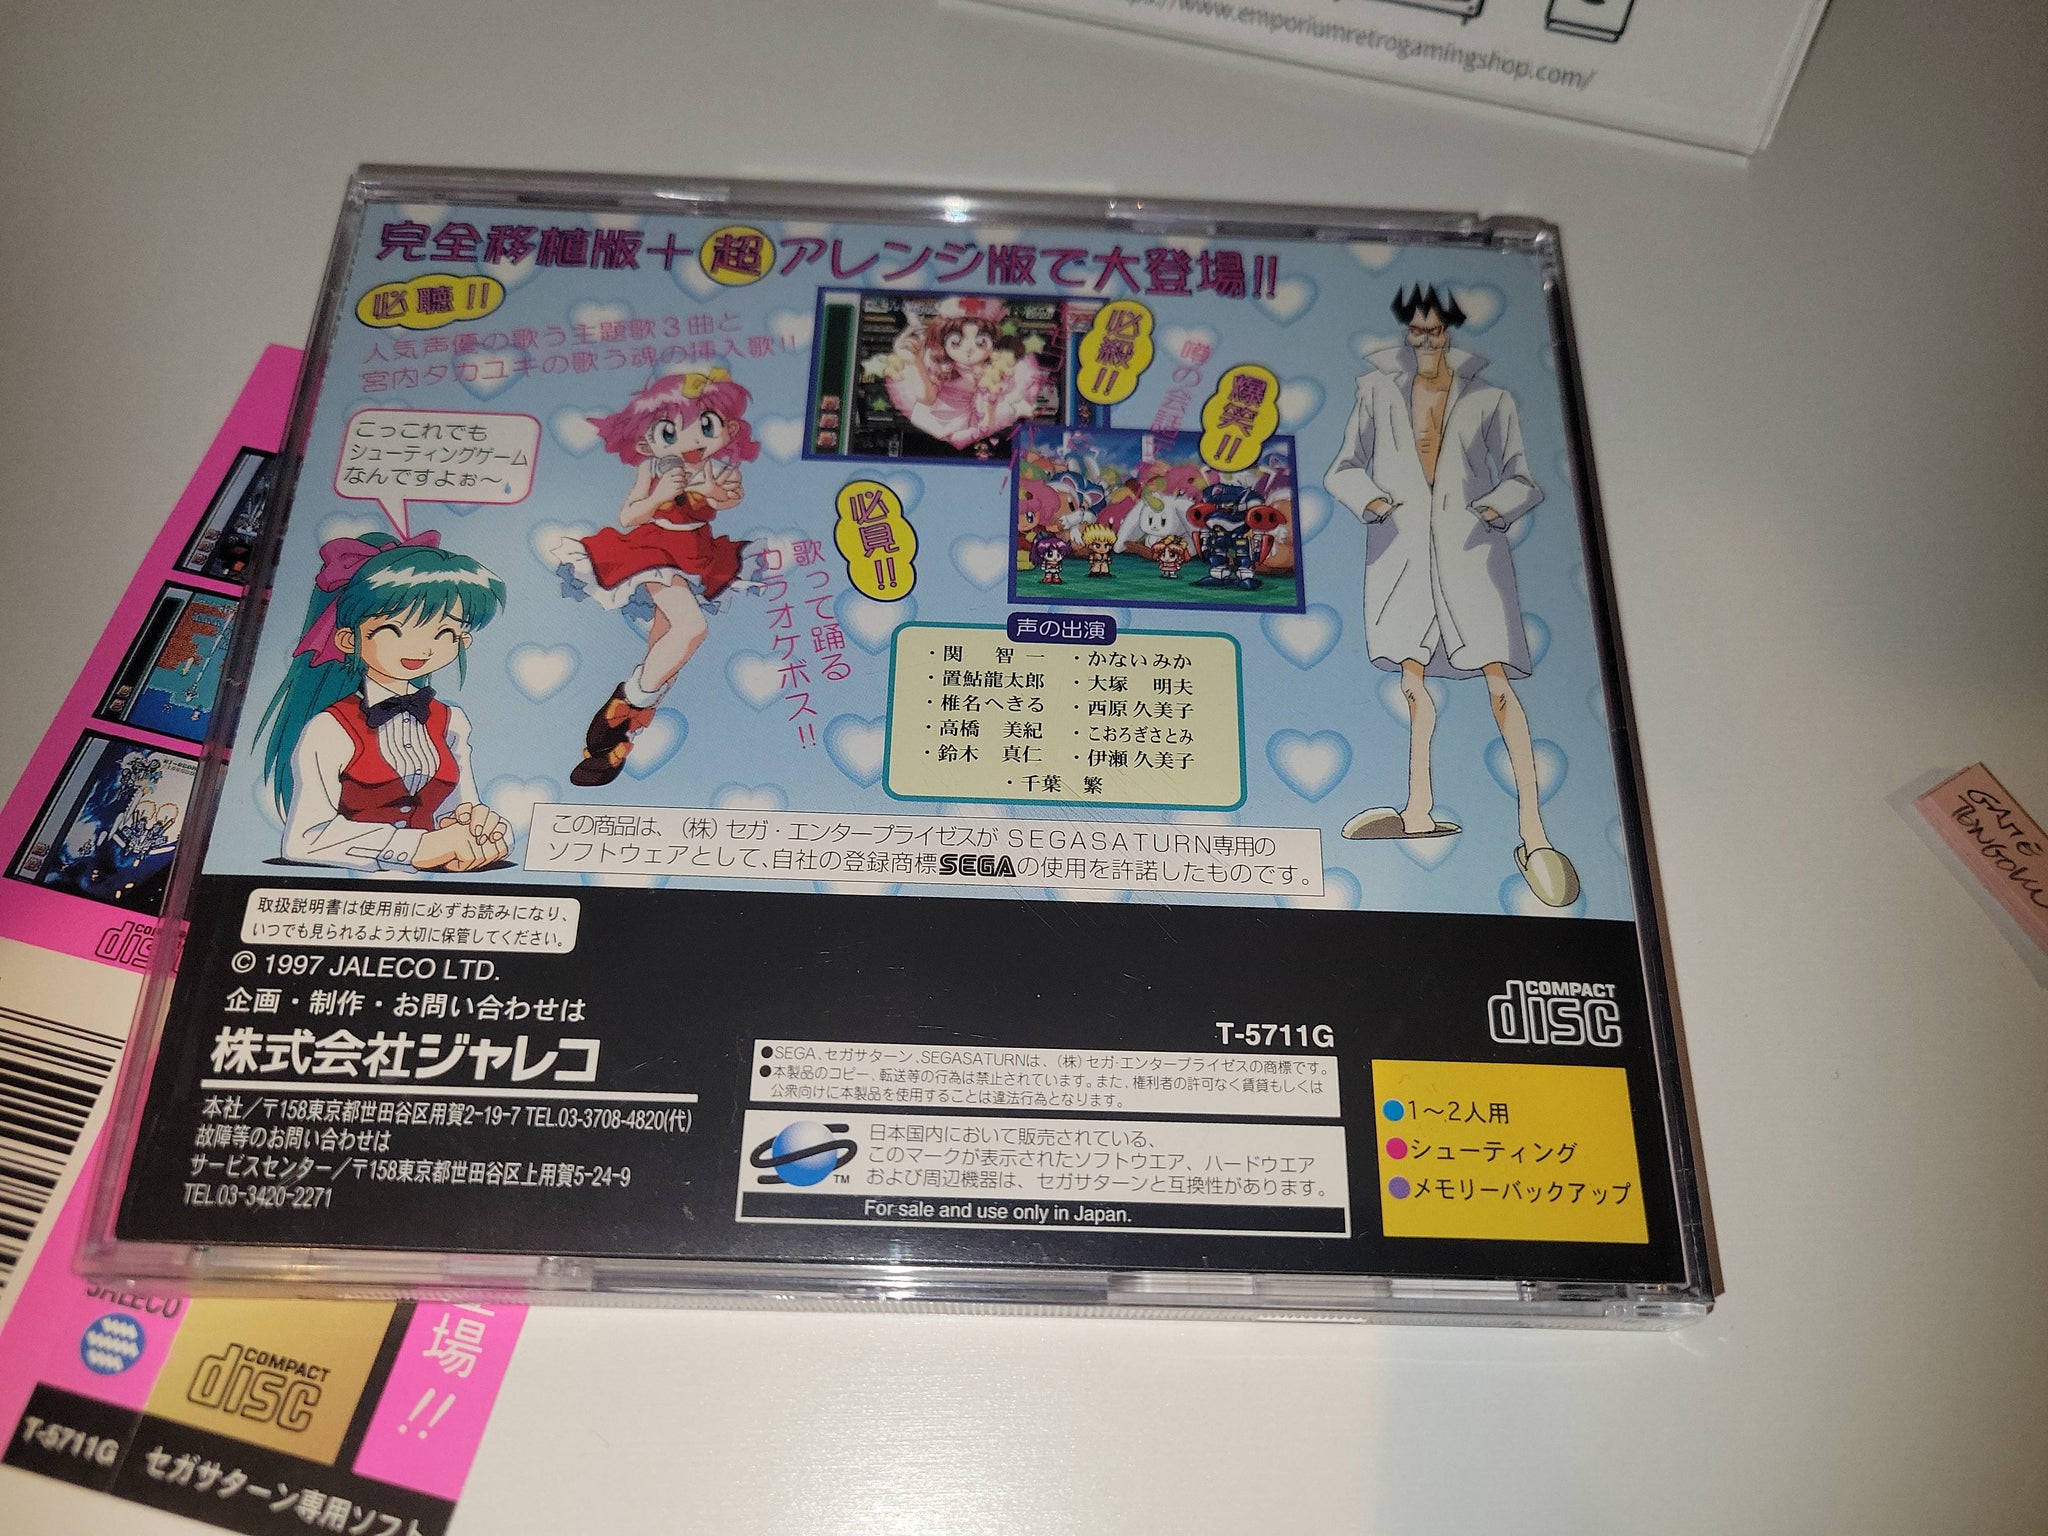 https://www.emporiumretrogamingshop.com/
完全移植版＋超アレンジ版で大登場!!
必聴!!
人気声優の歌う主題歌3曲と
宮内タカユキの歌う魂の挿入歌!!
必殺!!
噂の会話
爆笑!!
こっこれでも
シューティングゲーム
なんですよぉ～
必見!!
歌って踊る
カラオケボス!!
声の出演
・関 智一 ・かない みか
・置鮎龍太郎 ・大塚 明夫
・椎名へきる ・西原 久美子
・高橋 美紀 ・こおろぎさとみ
・鈴木 真仁 ・伊瀬 久美子
・千葉 繁
この商品は、(株)セガ・エンタープライゼスがSEGASATURN専用の
ソフトウェアとして、自社の登録商標SEGAの使用を許諾したものです。
取扱説明書は使用前に必ずお読みになり、
いつでも見られるよう大切に保管してください。
© 1997 JALECO LTD.
企画・制作・お問い合わせは
株式会社ジャレコ
本社／〒158東京都世田谷区用賀2-19-7 TEL.03-3708-4820(代)
故障等のお問い合わせは
サービスセンター／〒158東京都世田谷区上用賀5-24-9
TEL.03-3420-2271
T-5711G
COMPACT
disc
●SEGA、セガサターン、SEGASATURNは、(株)セガ・エンタープライゼスの商標です。
●本製品のコピー、転送等の行為は禁止されています。また、権利者の許可なく賃貸もしくは
公衆向けに本製品を使用することは違法行為となります。
日本国内において販売されている、
このマークが表示されたソフトウエア、ハードウエア
および周辺機器は、セガサターンと互換性があります。
TM
For sale and use only in Japan.
●1～2人用
●シューティング
●メモリーバックアップ
GAME
TENGOKU
JALECO
COMPACT
disc
場!!
T-5711G
セガサターン専用ソフト